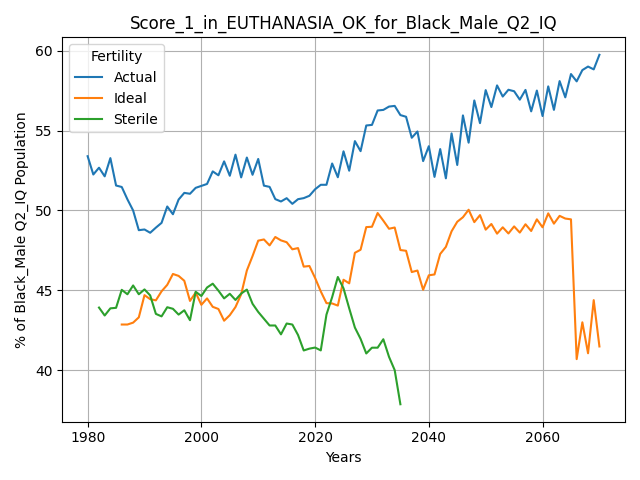 Score_1_in_EUTHANASIA_OK_for_Black_Male_Q2_IQ
Fertility
Actual
Ideal
Sterile
% of Black_Male Q2_IQ Population
60
55
50
45
40
1980
2000
2020
2040
2060
Years